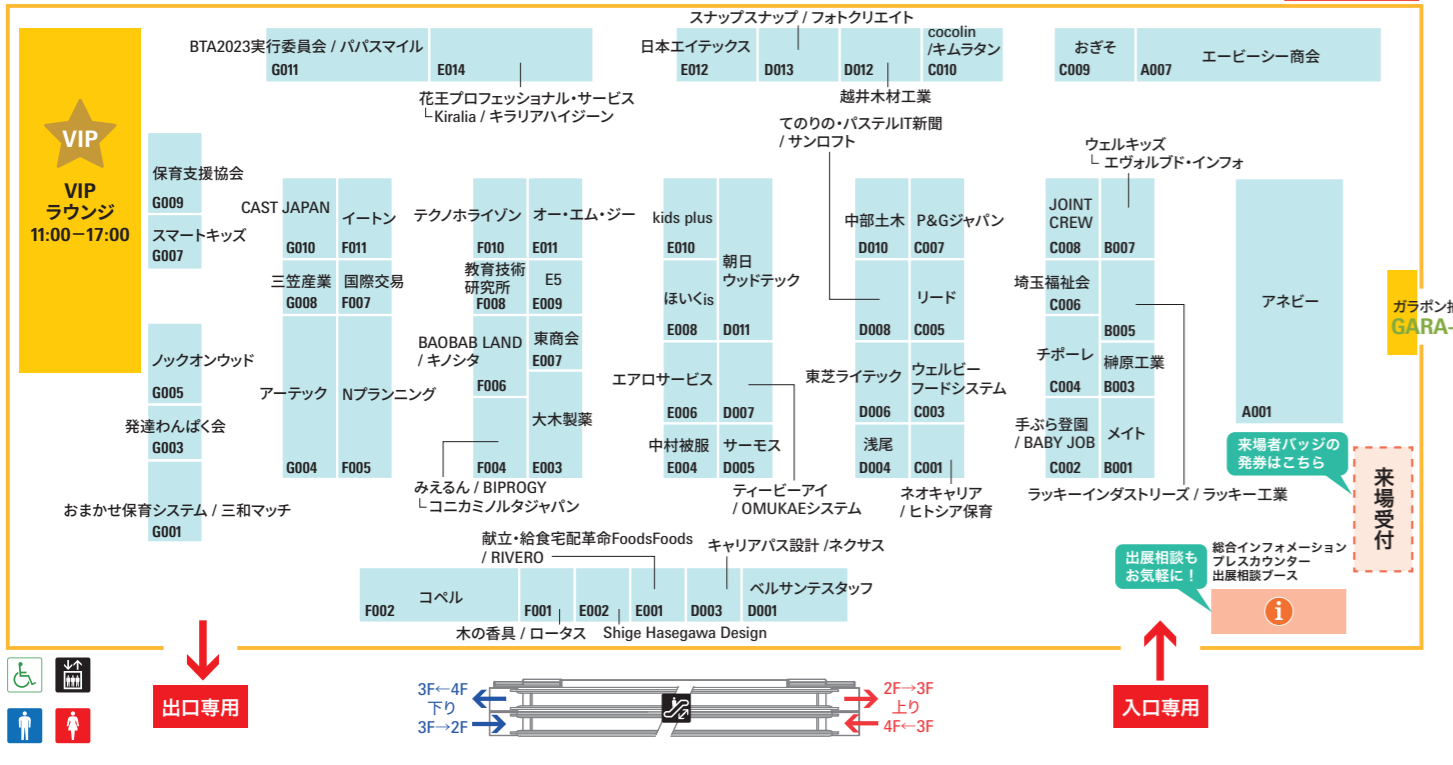 スナップスナップ / フォトクリエイト
BTA2023実行委員会 / パパスマイル
G011
E014
日本エイテックス
E012
D013
D012
cocolin
/キムラタン
C010
おぎそ
C009
A007
エービーシー商会
花王プロフェッショナル・サービス
└Kiralia / キラリアハイジーン
越井木材工業
てのりの・パステルIT新聞
/ サンロフト
ウェルキッズ
└ エヴォルブド・インフォ
VIP
VIP
ラウンジ
11:00−17:00
保育支援協会
G009
スマートキッズ
G007
ノックオンウッド
G005
発達わんぱく会
G003
おまかせ保育システム / 三和マッチ
G001
CAST JAPAN
G010
イートン
F011
三笠産業
G008
国際交易
F007
アーテック
G004
Nプランニング
F005
テクノホライゾン
F010
オー・エム・ジー
E011
教育技術
研究所
F008
E5
E009
BAOBAB LAND
/ キノシタ
F006
東商会
E007
大木製薬
F004
E003
みえるん / BIPROGY
└コニカミノルタジャパン
kids plus
E010
朝日
ウッドテック
ほいくis
E008
D011
エアロサービス
E006
D007
中村被服
E004
サーモス
D005
ティービーアイ
/ OMUKAEシステム
中部土木
D010
P&Gジャパン
C007
D008
リード
C005
東芝ライテック
D006
ウェルビー
フードシステム
C003
浅尾
D004
C001
ネオキャリア
/ ヒトシア保育
JOINT
CREW
C008
B007
埼玉福祉会
C006
B005
チポーレ
C004
榊原工業
B003
手ぶら登園
/ BABY JOB
C002
メイト
B001
ラッキーインダストリーズ / ラッキー工業
アネビー
A001
ガラポン
GARA-
来場者バッジの
発券はこちら
来場受付
出展相談も
お気軽に！
総合インフォメーション
プレスカウンター
出展相談ブース
i
献立・給食宅配革命FoodsFoods
/ RIVERO
キャリアパス設計 /ネクサス
コペル
F002
F001
E002
E001
D003
ベルサンテスタッフ
D001
木の香具 / ロータス
Shige Hasegawa Design
出口専用
3F←4F
下り
3F→2F
2F→3F
上り
4F←3F
入口専用